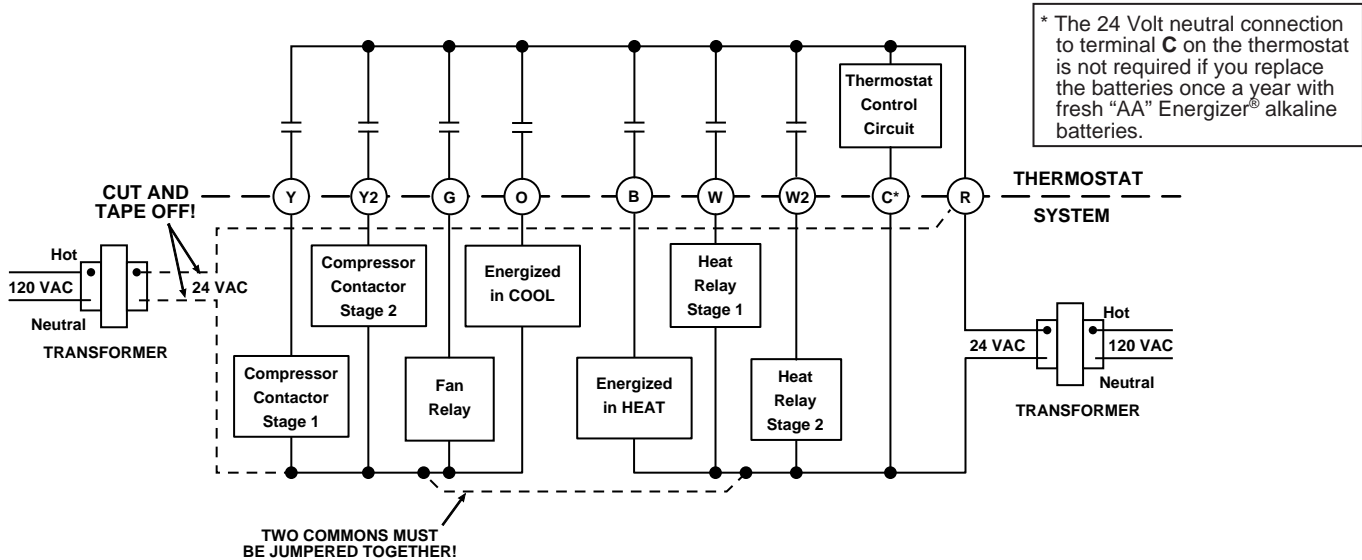 * The 24 Volt neutral connection
to terminal C on the thermostat
is not required if you replace
the batteries once a year with
fresh “AA” Energizer® alkaline
batteries.
Thermostat
Control
Circuit
CUT AND
TAPE OFF!
Y
Y2
G
O
B
W
W2
C*
R
THERMOSTAT
SYSTEM
Hot
120 VAC
24 VAC
Neutral
TRANSFORMER
Compressor
Contactor
Stage 2
Energized
in COOL
Heat
Relay
Stage 1
Compressor
Contactor
Stage 1
Fan
Relay
Energized
in HEAT
Heat
Relay
Stage 2
Hot
24 VAC
120 VAC
Neutral
TRANSFORMER
TWO COMMONS MUST
BE JUMPERED TOGETHER!